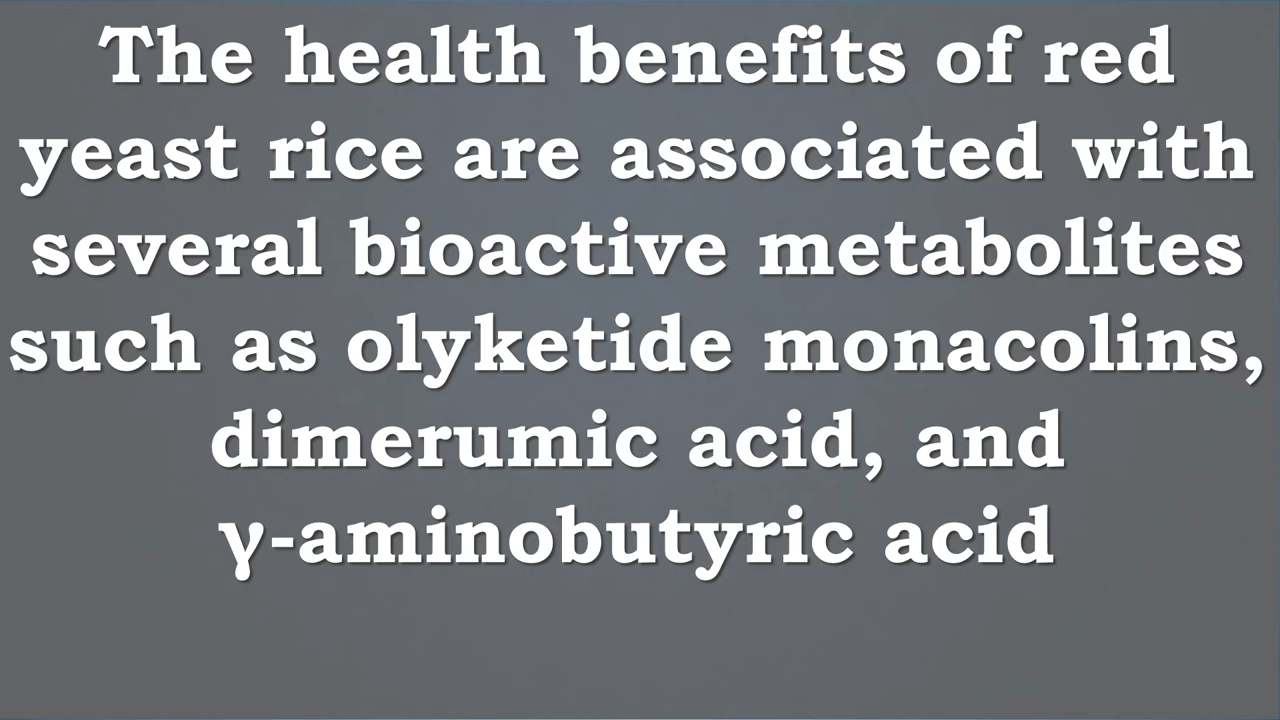 The health benefits of red
yeast rice are associated with
several bioactive metabolites
such as olyketide monacolins,
dimerumic acid, and
γ-aminobutyric acid